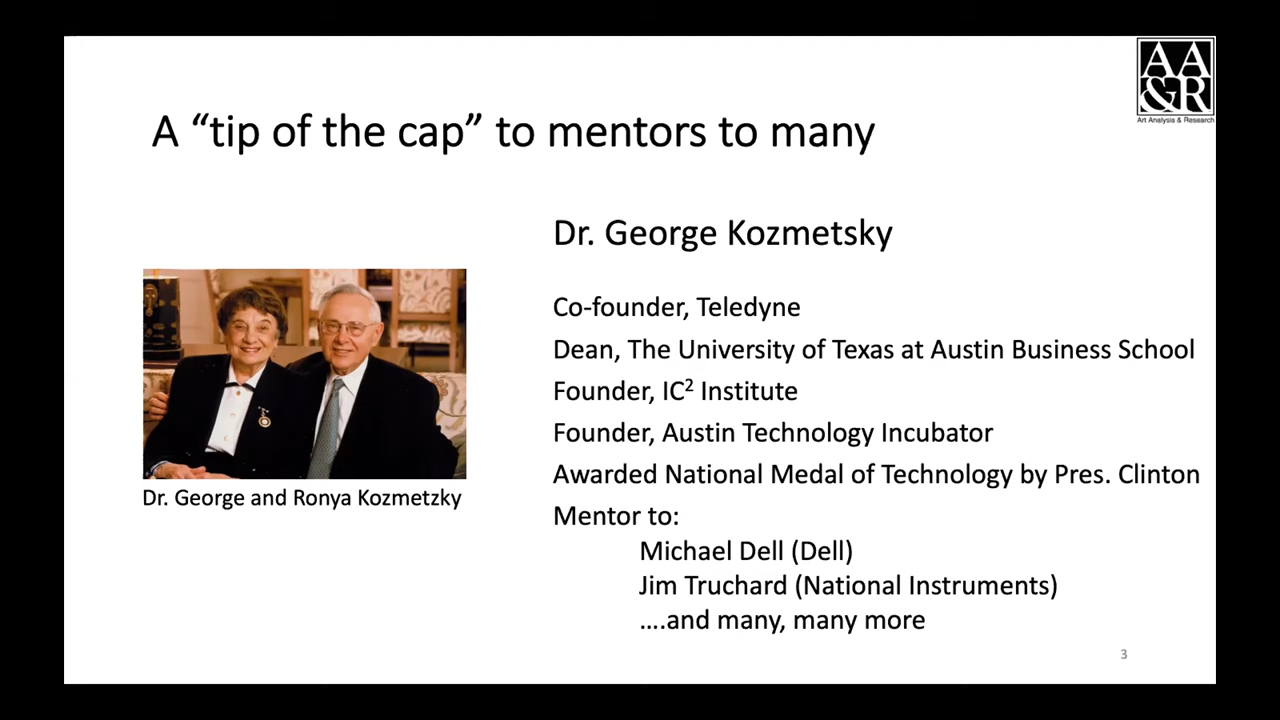 AA
&R
Art Analysis & Research
A “tip of the cap” to mentors to many
Dr. George Kozmetsky
Co-founder, Teledyne
Dean, The University of Texas at Austin Business School
Founder, IC² Institute
Founder, Austin Technology Incubator
Awarded National Medal of Technology by Pres. Clinton
Mentor to:
Michael Dell (Dell)
Jim Truchard (National Instruments)
....and many, many more
Dr. George and Ronya Kozmetzky
3